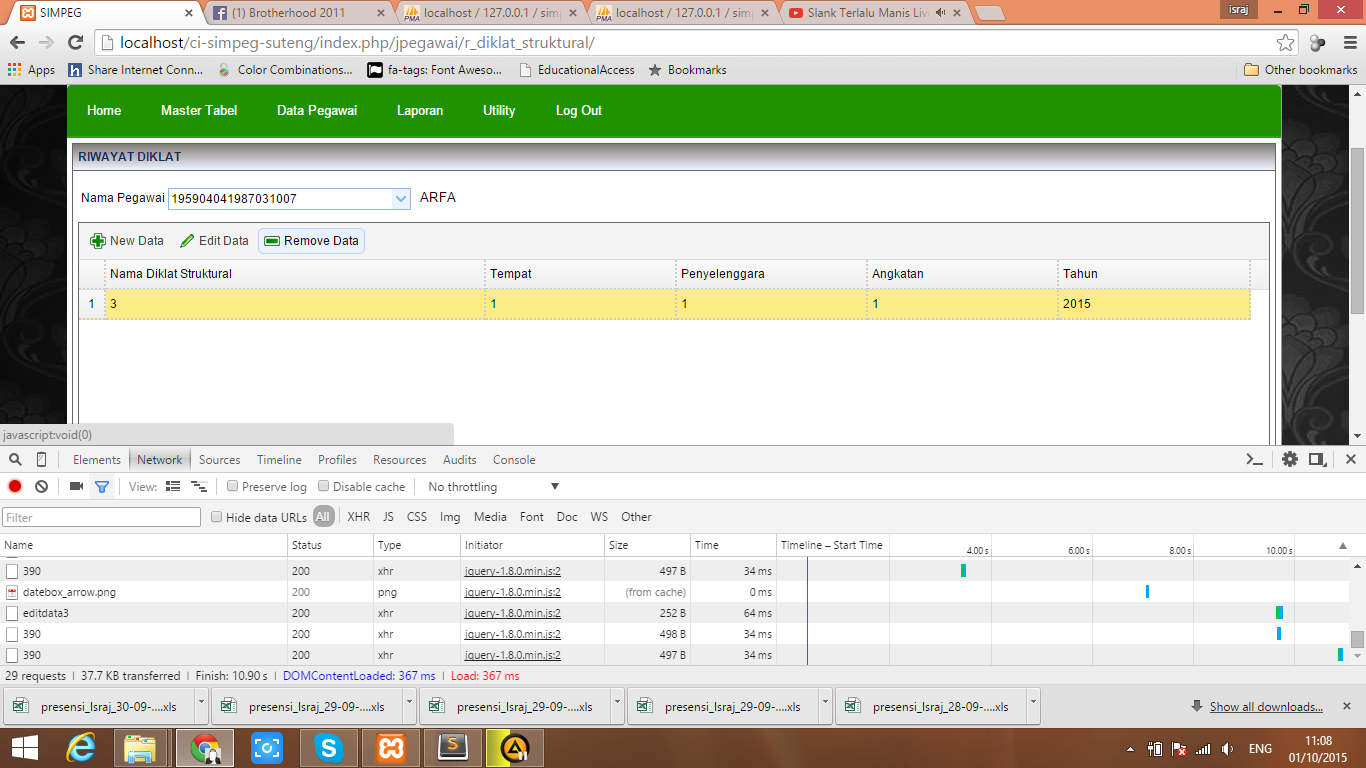 SIMPEG
(1) Brotherhood 2011
localhost / 127.0.0.1 / simp
localhost / 127.0.0.1 / simp
Slank Terlalu Manis Live
israj
localhost/ci-simpeg-suteng/index.php/jpegawai/r_diklat_struktural/
Apps
Share Internet Conn...
Color Combinations...
fa-tags: Font Aweso...
EducationalAccess
Bookmarks
Other bookmarks
Home Master Tabel Data Pegawai Laporan Utility Log Out
RIWAYAT DIKLAT
Nama Pegawai 195904041987031007 ARFA
New Data Edit Data Remove Data
Nama Diklat Struktural Tempat Penyelenggara Angkatan Tahun
1 3 1 1 1 2015
javascript:void(0)
Elements Network Sources Timeline Profiles Resources Audits Console
View: Preserve log Disable cache No throttling
Filter Hide data URLs All XHR JS CSS Img Media Font Doc WS Other
Name Status Type Initiator Size Time Timeline – Start Time 4.00 s 6.00 s 8.00 s 10.00 s
390 200 xhr jquery-1.8.0.min.js:2 497 B 34 ms
datebox_arrow.png 200 png jquery-1.8.0.min.js:2 (from cache) 0 ms
editdata3 200 xhr jquery-1.8.0.min.js:2 252 B 64 ms
390 200 xhr jquery-1.8.0.min.js:2 498 B 34 ms
390 200 xhr jquery-1.8.0.min.js:2 497 B 34 ms
29 requests | 37.7 KB transferred | Finish: 10.90 s | DOMContentLoaded: 367 ms | Load: 367 ms
presensi_Israj_30-09-....xls
presensi_Israj_29-09-....xls
presensi_Israj_29-09-....xls
presensi_Israj_29-09-....xls
presensi_Israj_28-09-....xls
Show all downloads...
ENG
11:08
01/10/2015